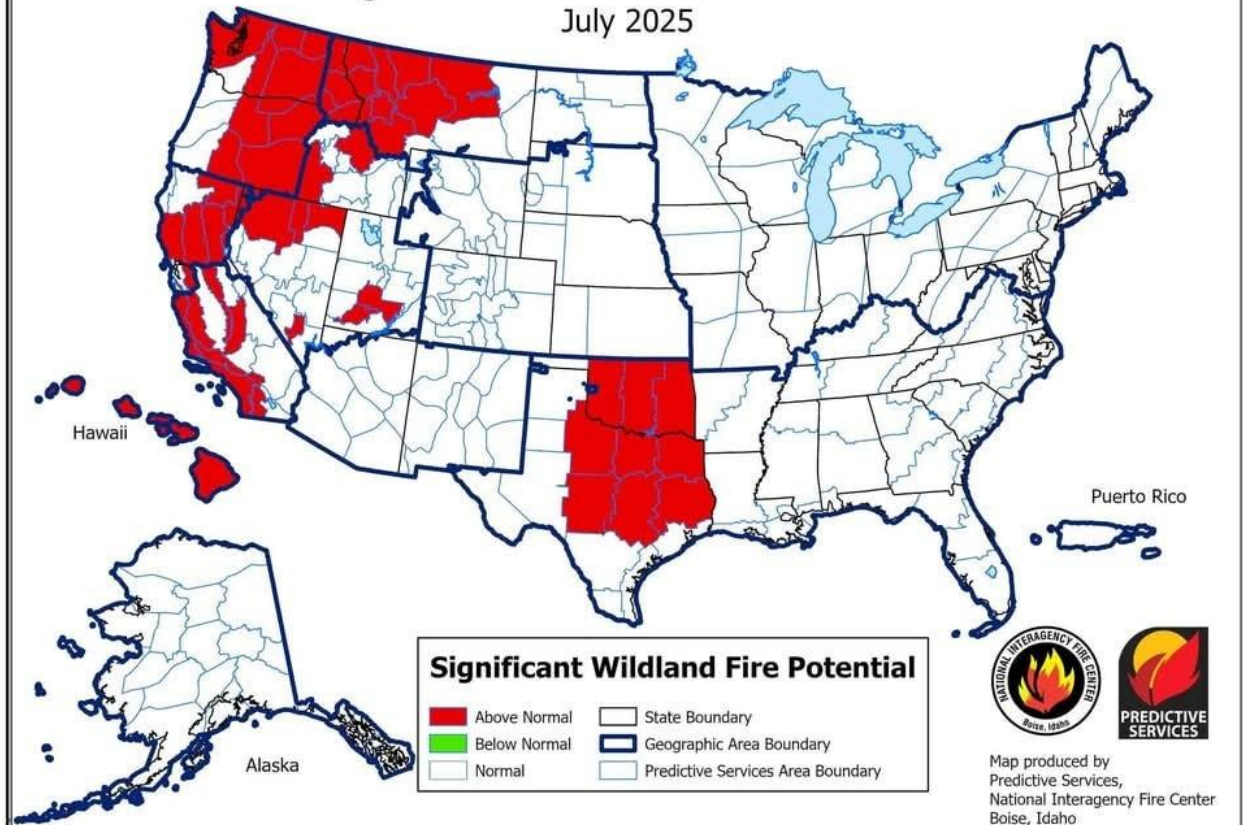 July 2025
Hawaii
Puerto Rico
Alaska
Significant Wildland Fire Potential
Above Normal
State Boundary
Below Normal
Geographic Area Boundary
Normal
Predictive Services Area Boundary
NATIONAL INTERAGENCY FIRE CENTER
Boise, Idaho
PREDICTIVE
SERVICES
Map produced by
Predictive Services,
National Interagency Fire Center
Boise, Idaho